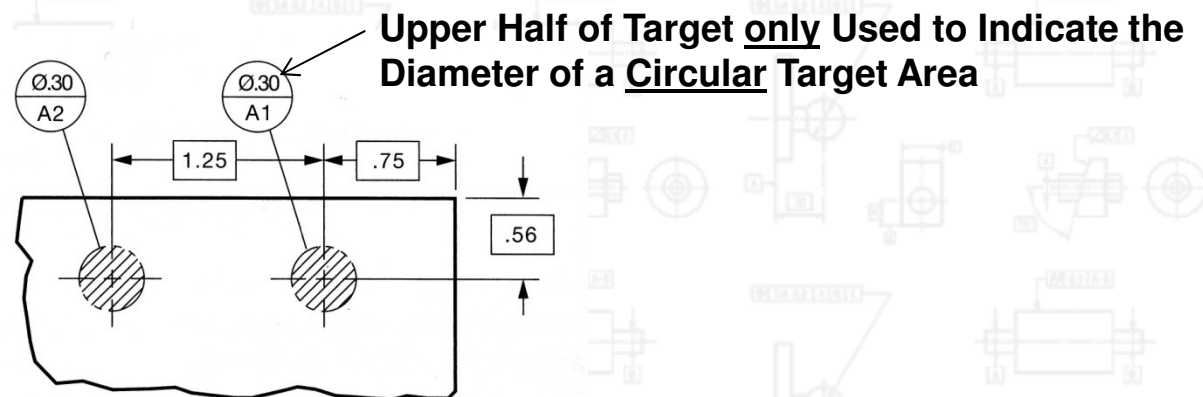 Upper Half of Target only Used to Indicate the
Diameter of a Circular Target Area
Ø.30
A2
Ø.30
A1
1.25
.75
.56